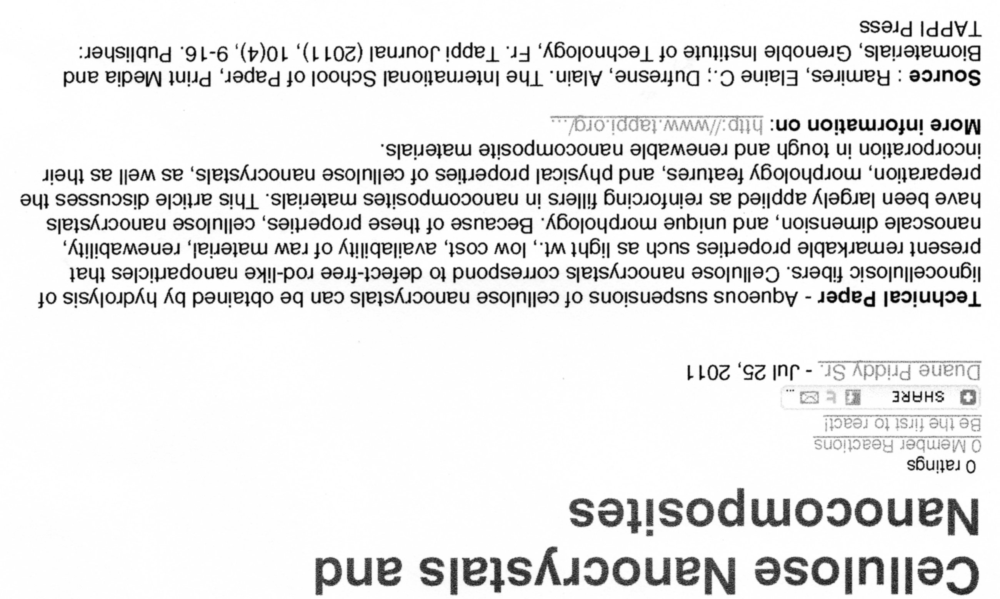 Cellulose Nanocrystals and
Nanocomposites
0 ratings
0 Member Reactions
Be the first to react!
SHARE ...
Duane Priddy Sr. - Jul 25, 2011
Technical Paper - Aqueous suspensions of cellulose nanocrystals can be obtained by hydrolysis of
lignocellulosic fibers. Cellulose nanocrystals correspond to defect-free rod-like nanoparticles that
present remarkable properties such as light wt., low cost, availability of raw material, renewability,
nanoscale dimension, and unique morphology. Because of these properties, cellulose nanocrystals
have been largely applied as reinforcing fillers in nanocomposites materials. This article discusses the
preparation, morphology features, and physical properties of cellulose nanocrystals, as well as their
incorporation in tough and renewable nanocomposite materials.
More information on: http://www.tappi.org/...
Source : Ramires, Elaine C.; Dufresne, Alain. The International School of Paper, Print Media and
Biomaterials, Grenoble Institute of Technology, Fr. Tappi Journal (2011), 10(4), 9-16. Publisher:
TAPPI Press